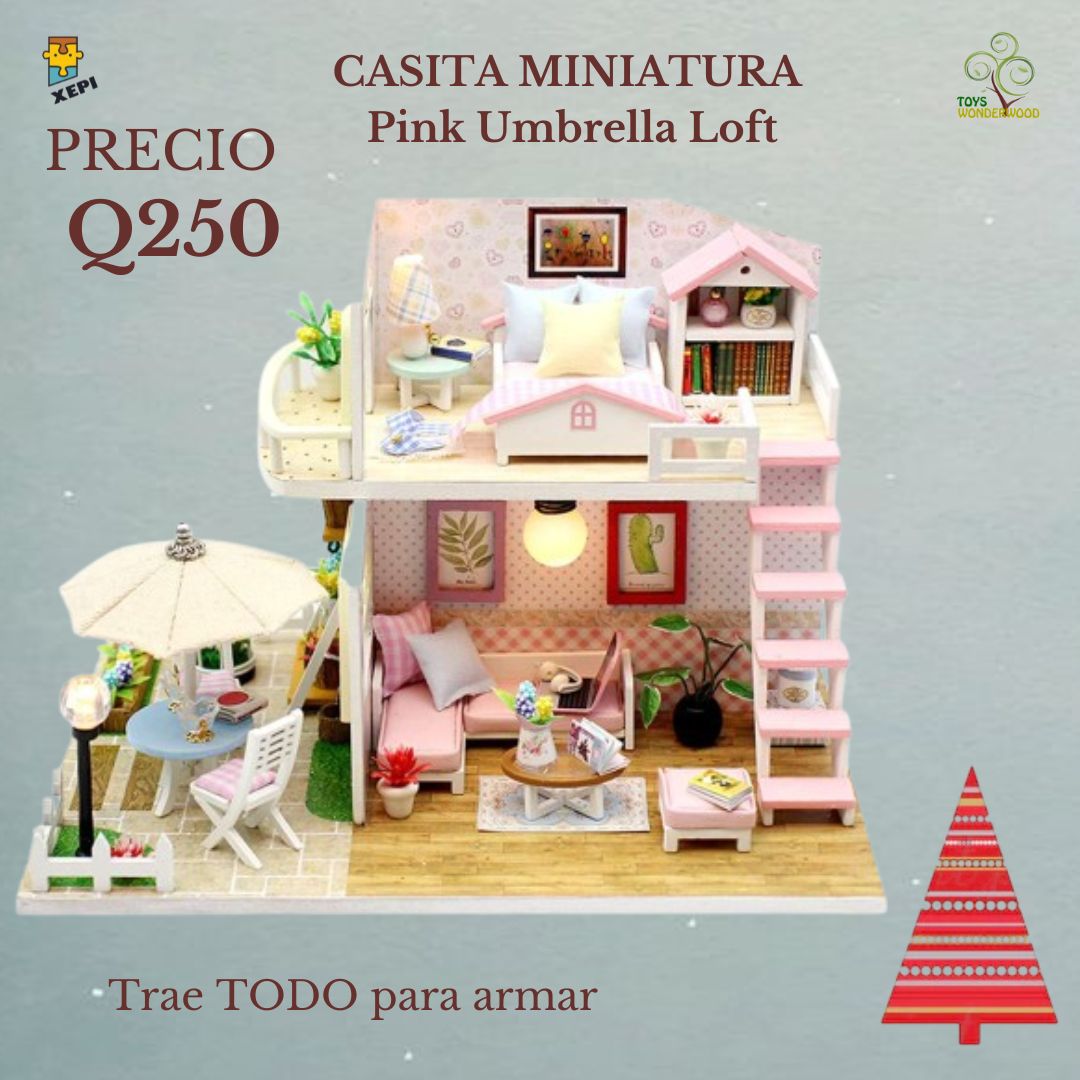 XEPI
CASITA MINIATURA
Pink Umbrella Loft
TOYS
WONDERWOOD
PRECIO
Q250
Trae TODO para armar